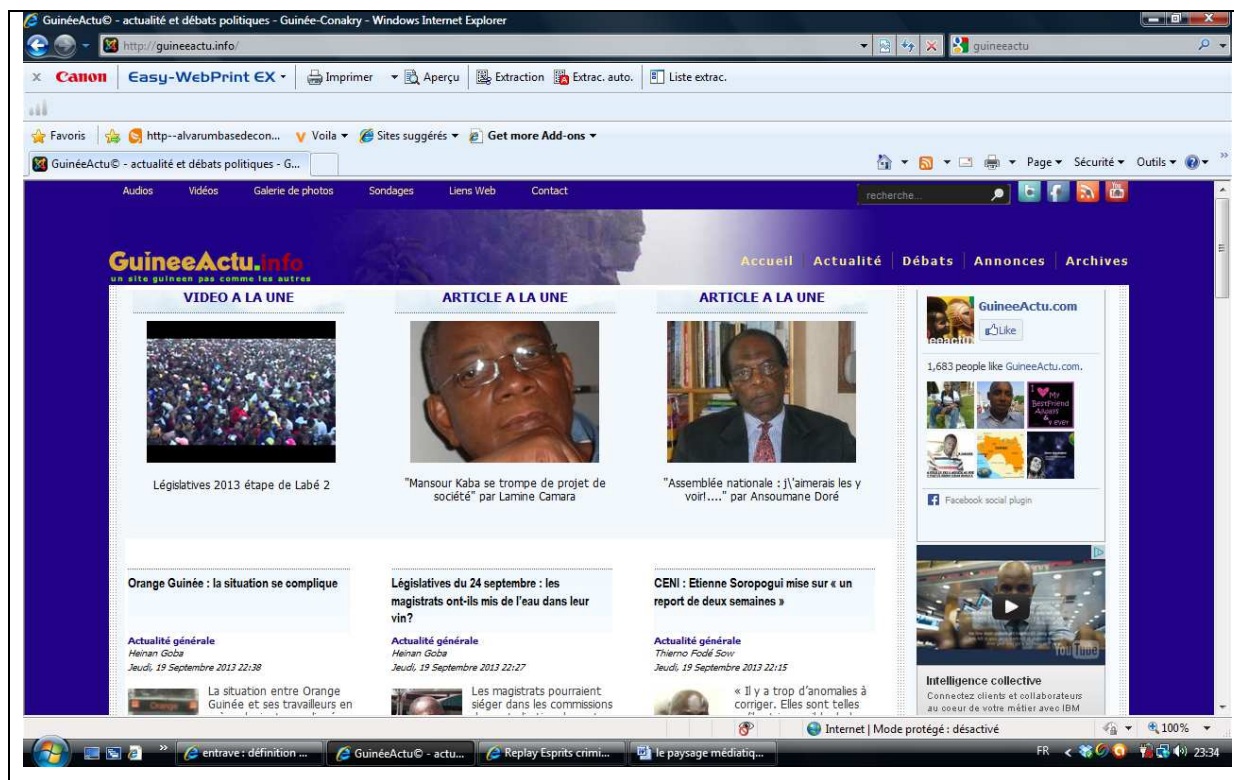 GuinéeActu© - actualité et débats politiques - Guinée-Conakry - Windows Internet Explorer
http://guineeactu.info/
guineeactu
x Canon Easy-WebPrint EX Imprimer Aperçu Extraction Extrac. auto. Liste extrac.
Favoris http--alvarumbasedecon... Voila Sites suggérés Get more Add-ons
GuinéeActu© - actualité et débats politiques - G... Page Sécurité Outils
Audios Vidéos Galerie de photos Sondages Liens Web Contact recherche...
GuineeActu.info
un site guineen pas comme les autres
Accueil Actualité Débats Annonces Archives
VIDEO A LA UNE
Législatives 2013 étape de Labé 2
ARTICLE A LA UNE
"Mansour Kaba se trompe de projet de
société" par Lamine Camara
ARTICLE A LA UNE
"Assemblée nationale : j\'aimerais les y
voir!...." par Ansoumane Doré
GuineeActu.com
Like
1,683 people like GuineeActu.com.
I ♥ My
BestFriend
Facebook social plugin
Orange Guinée : la situation se complique
Actualité générale
Heinan Goba
Jeudi, 19 Septembre 2013 22:38
La situation entre Orange
Guinée et ses travailleurs en
Législatives du 24 septembre : les
magistrats ont-ils mis de l'eau dans leur
vin?
Actualité générale
Heinan Goba
Jeudi, 19 Septembre 2013 22:27
Les magistrats pourraient
siéger dans les commissions
CENI : Etienne Soropogui mise sur « un
report de deux semaines »
Actualité générale
Thierno Fodé Sow
Jeudi, 19 Septembre 2013 22:15
« Il y a trop d'anomalies à
corriger. Elles sont telles
YouTube
Intelligence collective
Connectez clients et collaborateurs
au coeur de votre métier avec IBM
Internet | Mode protégé : désactivé 100%
entrave : définition ... GuinéeActu© - actu... Replay Esprits crimi... le paysage médiatiq... FR 23:34